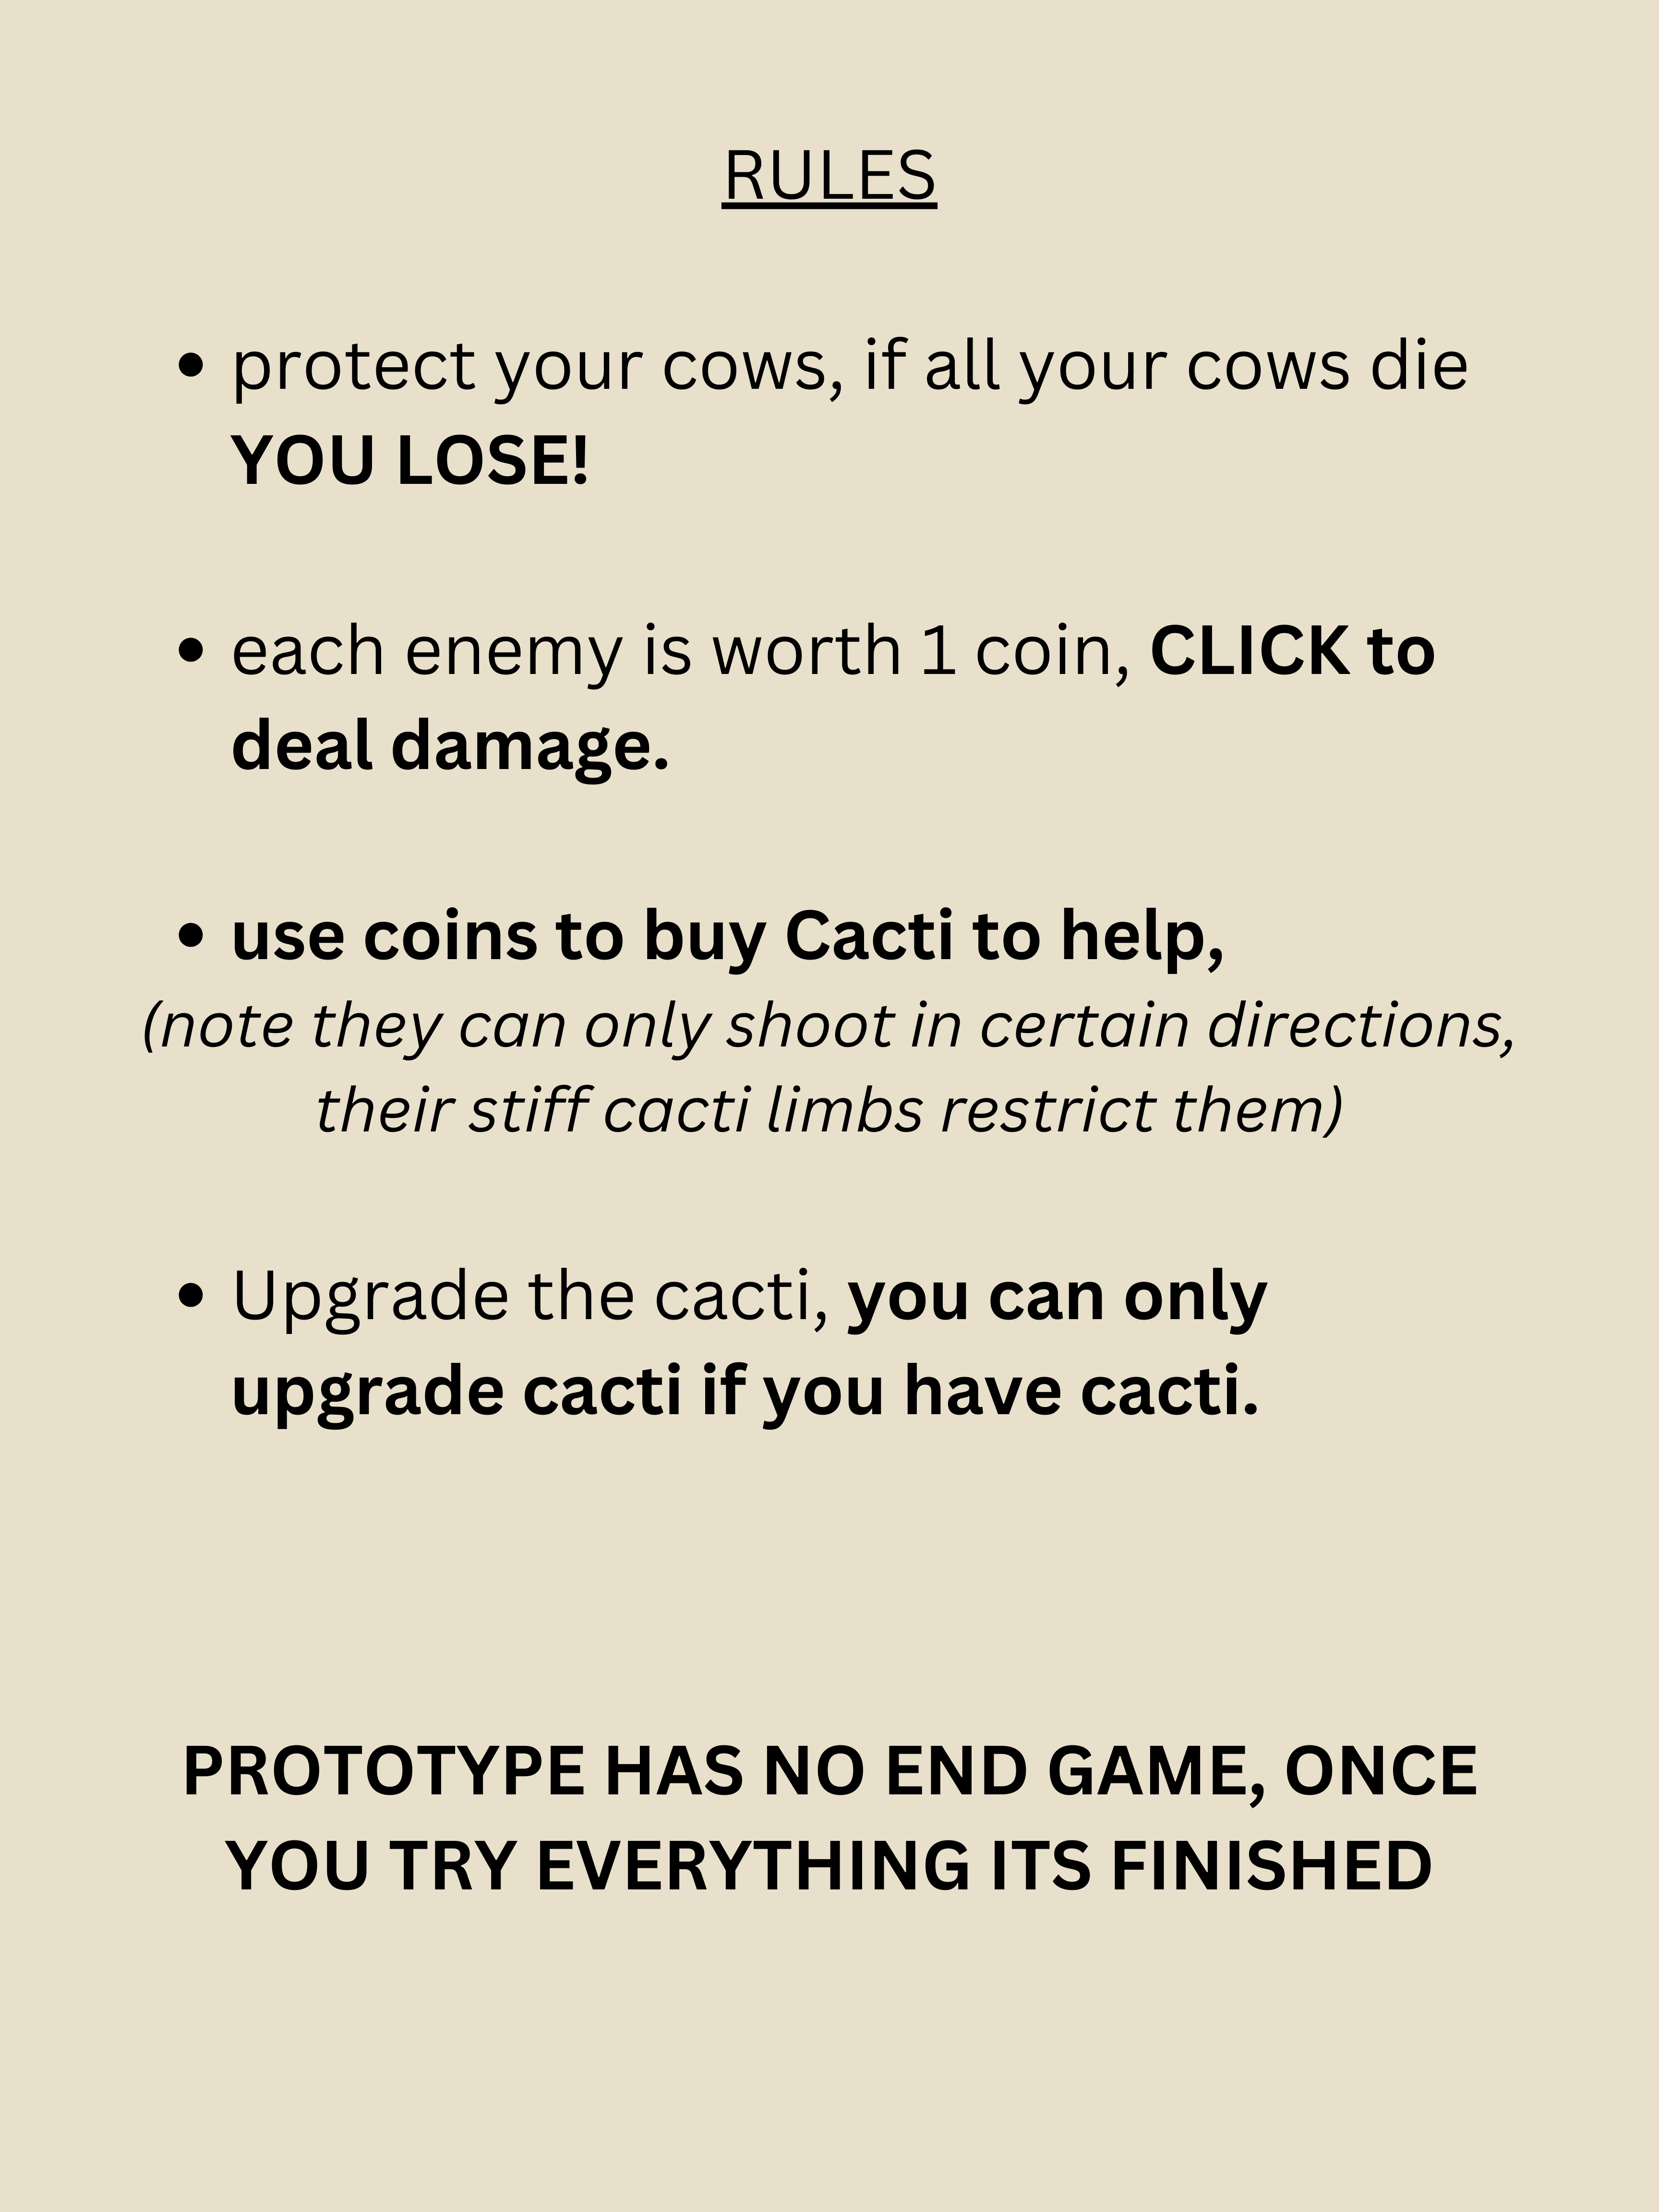 RULES
• protect your cows, if all your cows die
YOU LOSE!
• each enemy is worth 1 coin, CLICK to
deal damage.
• use coins to buy Cacti to help,
(note they can only shoot in certain directions,
their stiff cacti limbs restrict them)
• Upgrade the cacti, you can only
upgrade cacti if you have cacti.
PROTOTYPE HAS NO END GAME, ONCE
YOU TRY EVERYTHING ITS FINISHED